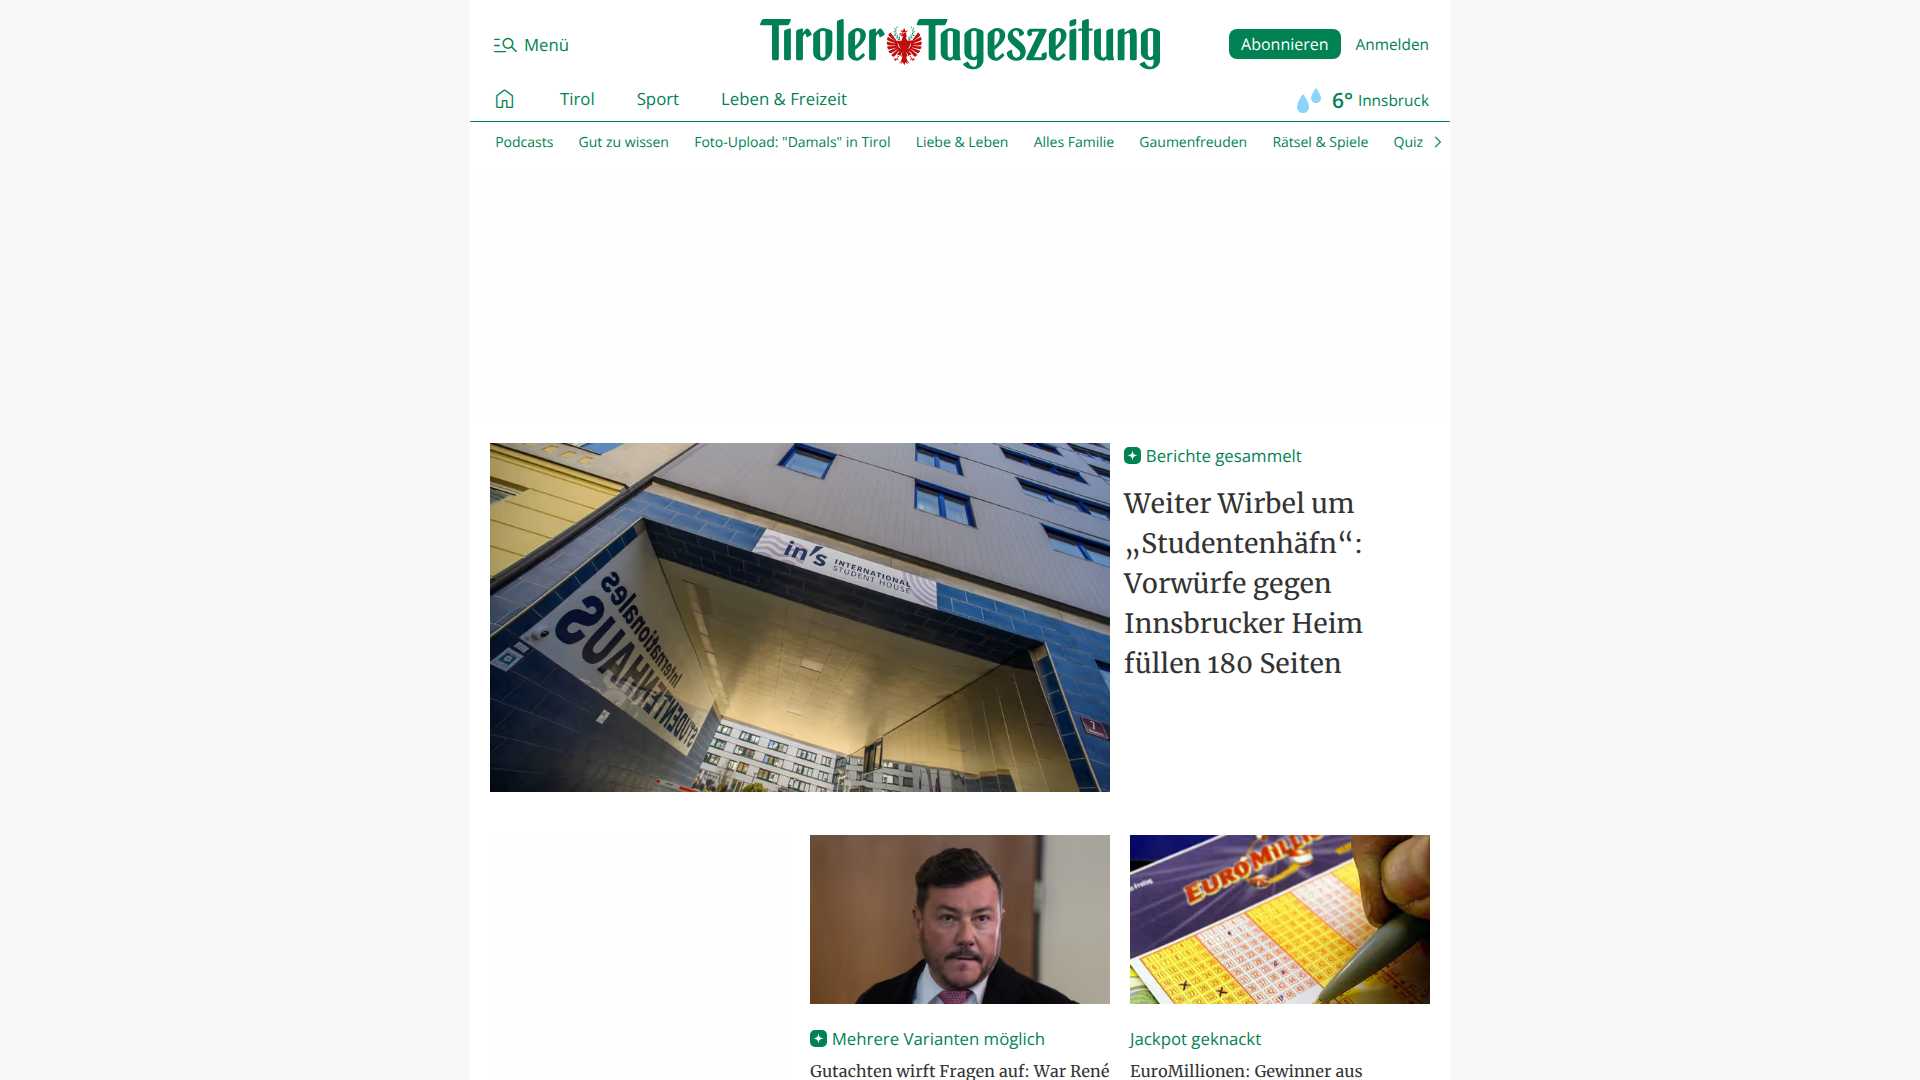 Menü
Tiroler Tageszeitung
Abonnieren
Anmelden
Tirol
Sport
Leben & Freizeit
6° Innsbruck
Podcasts
Gut zu wissen
Foto-Upload: "Damals" in Tirol
Liebe & Leben
Alles Familie
Gaumenfreuden
Rätsel & Spiele
Quiz
in's INTERNATIONAL
STUDENT HOUSE
Internationales
STUDENTENHAUS
Berichte gesammelt
Weiter Wirbel um
„Studentenhäfn“:
Vorwürfe gegen
Innsbrucker Heim
füllen 180 Seiten
EUROMILLIO
Mehrere Varianten möglich
Gutachten wirft Fragen auf: War René
Jackpot geknackt
EuroMillionen: Gewinner aus